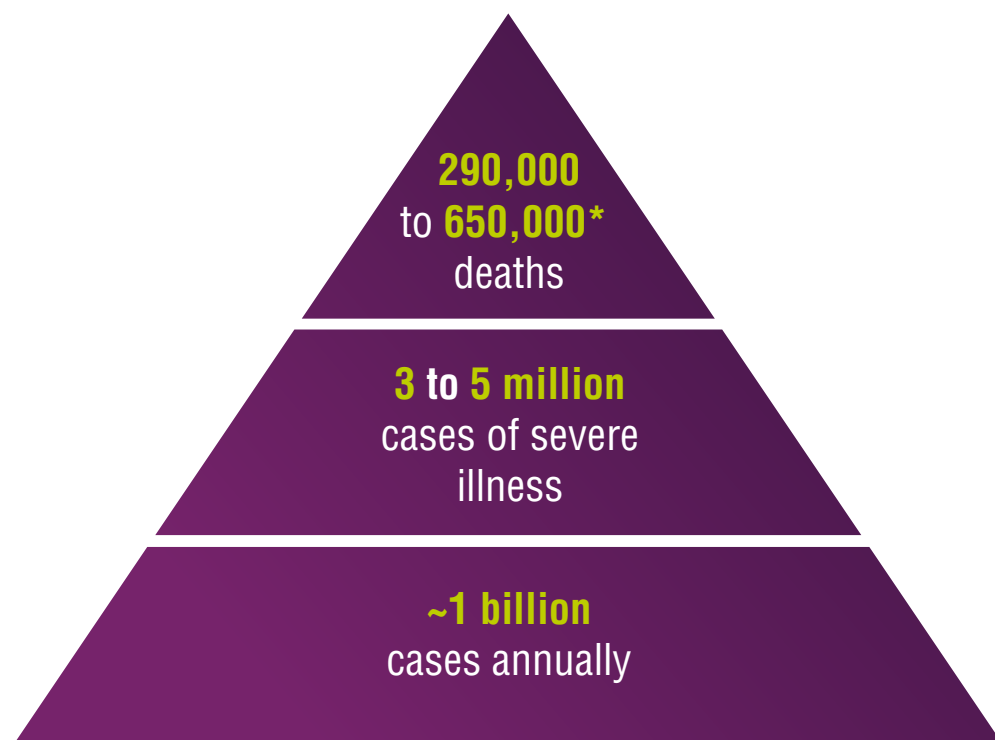 290,000
to 650,000*
deaths
3 to 5 million
cases of severe
illness
~1 billion
cases annually